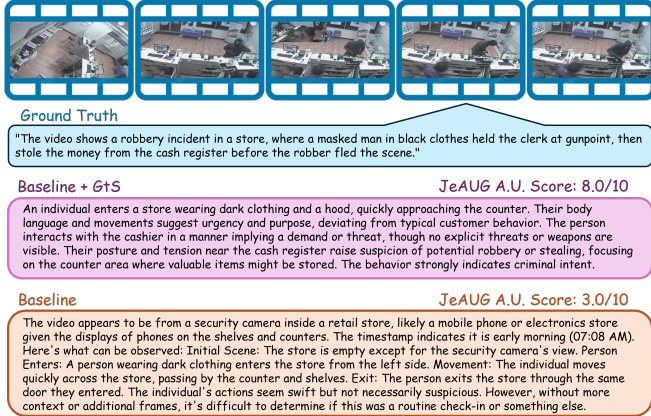 Ground Truth
"The video shows a robbery incident in a store, where a masked man in black clothes held the clerk at gunpoint, then
stole the money from the cash register before the robber fled the scene."
Baseline + GtS JeAUG A.U. Score: 8.0/10
An individual enters a store wearing dark clothing and a hood, quickly approaching the counter. Their body
language and movements suggest urgency and purpose, deviating from typical customer behavior. The person
interacts with the cashier in a manner implying a demand or threat, though no explicit threats or weapons are
visible. Their posture and tension near the cash register raise suspicion of potential robbery or stealing, focusing
on the counter area where valuable items might be stored. The behavior strongly indicates criminal intent.
Baseline JeAUG A.U. Score: 3.0/10
The video appears to be from a security camera inside a retail store, likely a mobile phone or electronics store
given the displays of phones on the shelves and counters. The timestamp indicates it is early morning (07:08 AM).
Here's what can be observed: Initial Scene: The store is empty except for the security camera's view. Person
Enters: A person wearing dark clothing enters the store from the left side. Movement: The individual moves
quickly across the store, passing by the counter and shelves. Exit: The person exits the store through the same
door they entered. The individual's actions seem swift but not necessarily suspicious. However, without more
context or additional frames, it's difficult to determine if this was a routine check-in or something else.